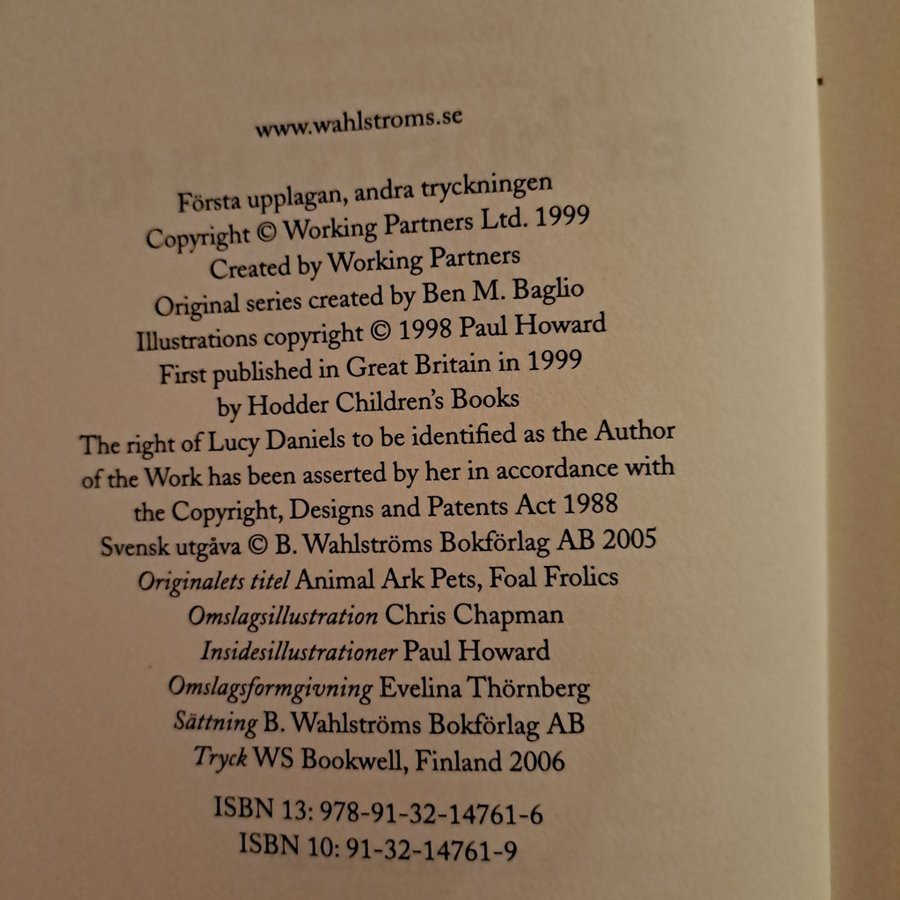 www.wahlstroms.se
Första upplagan, andra tryckningen
Copyright © Working Partners Ltd. 1999
Created by Working Partners
Original series created by Ben M. Baglio
Illustrations copyright © 1998 Paul Howard
First published in Great Britain in 1999
by Hodder Children's Books
The right of Lucy Daniels to be identified as the Author
of the Work has been asserted by her in accordance with
the Copyright, Designs and Patents Act 1988
Svensk utgåva © B. Wahlströms Bokförlag AB 2005
Originalets titel Animal Ark Pets, Foal Frolics
Omslagsillustration Chris Chapman
Insidesillustrationer Paul Howard
Omslagsformgivning Evelina Thörnberg
Sättning B. Wahlströms Bokförlag AB
Tryck WS Bookwell, Finland 2006
ISBN 13: 978-91-32-14761-6
ISBN 10: 91-32-14761-9